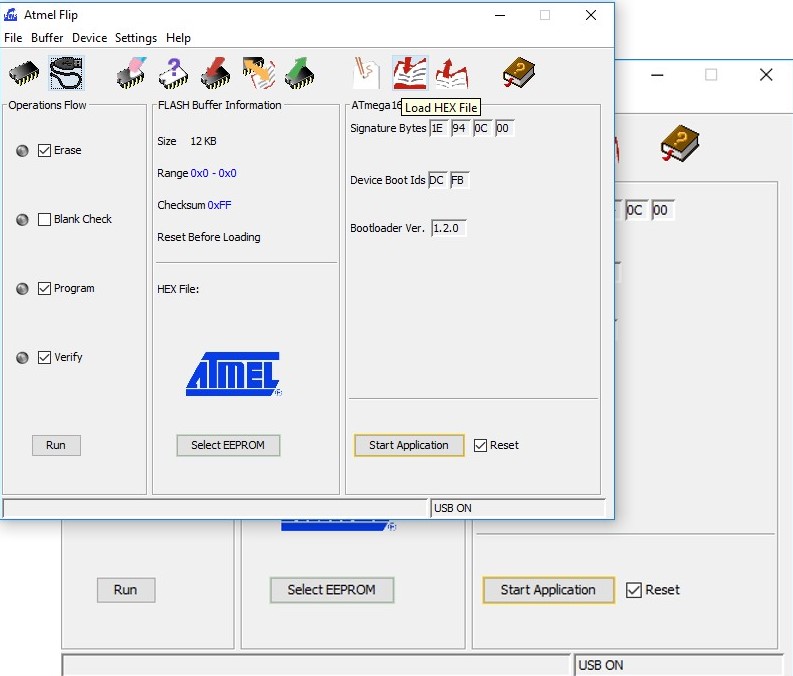 Atmel Flip
File Buffer Device Settings Help
Operations Flow
Erase
Blank Check
Program
Verify
Run
FLASH Buffer Information
Size 12 KB
Range 0x0 - 0x0
Checksum 0xFF
Reset Before Loading
HEX File:
ATMEL
Select EEPROM
ATmega16
Load HEX File
Signature Bytes 1E 94 0C 00
Device Boot Ids DC FB
Bootloader Ver. 1.2.0
Start Application Reset
USB ON
0C 00
Run
Select EEPROM
Start Application Reset
USB ON